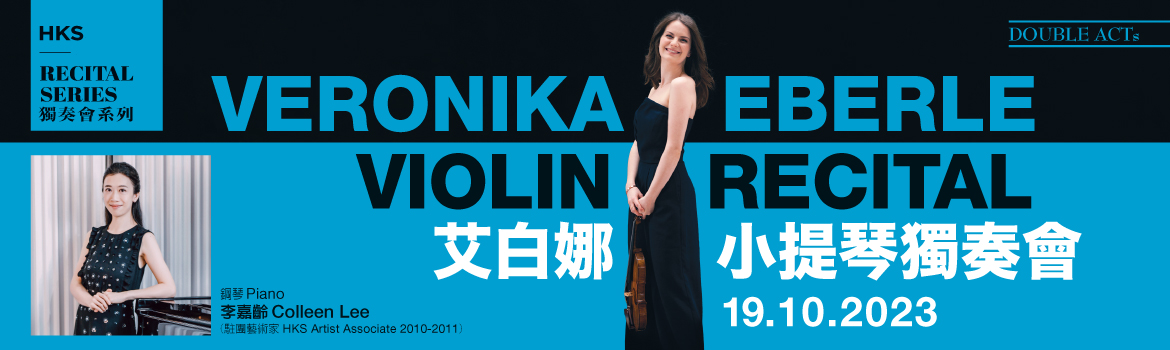 HKS
RECITAL
SERIES
獨奏會系列
DOUBLE ACTs
VERONIKA EBERLE
VIOLIN RECITAL
艾白娜 小提琴獨奏會
19.10.2023
鋼琴 Piano
李嘉齡 Colleen Lee
(駐團藝術家 HKS Artist Associate 2010-2011)